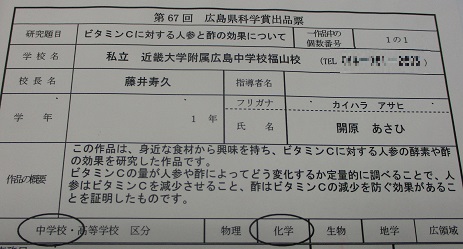 第67回 広島県科学賞出品票
研究題目 ビタミンCに対する人参と酢の効果について 一作品中の個数番号 1の1
学校名 私立 近畿大学附属広島中学校福山校 (TEL
校長名 藤井寿久 指導者名
学年 1年 フリガナ カイハラ アサヒ
氏名 開原 あさひ
作品の概要
この作品は、身近な食材から興味を持ち、ビタミンCに対する人参の酵素や酢
の効果を研究した作品です。
ビタミンCの量が人参や酢によってどう変化するか定量的に調べることで、人
参はビタミンCを減少させること、酢はビタミンCの減少を防ぐ効果があるこ
とを証明したものです。
中学校・高等学校 区分 物理 化学 生物 地学 広領域